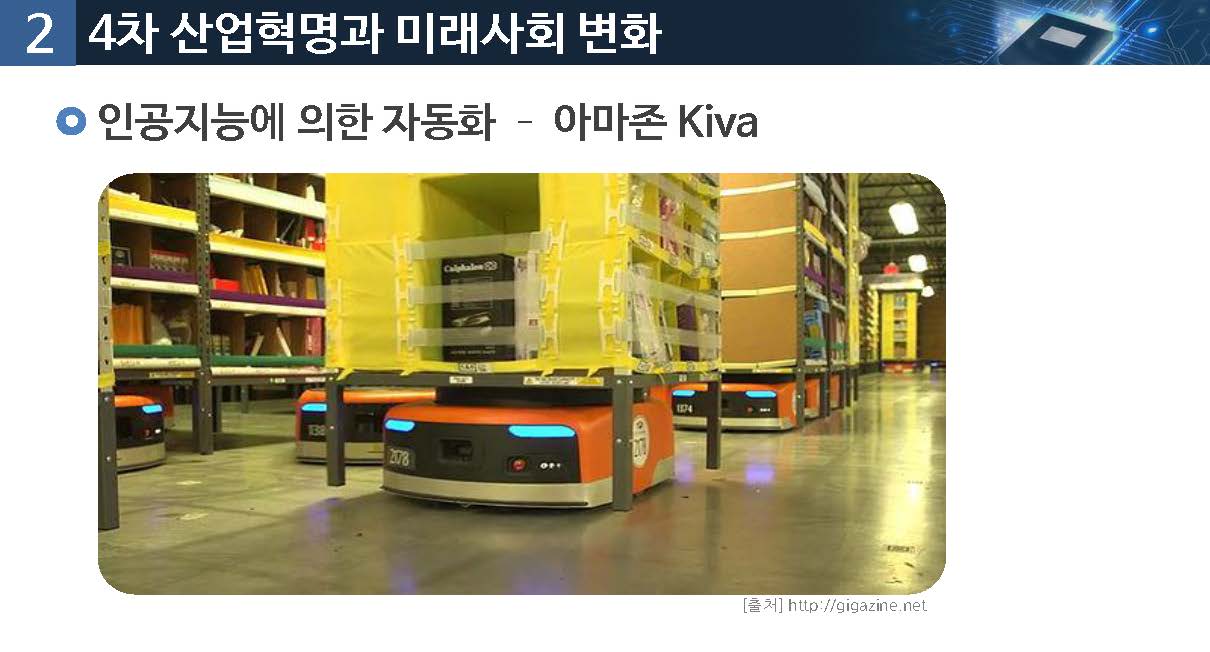 2 4차 산업혁명과 미래사회 변화
인공지능에 의한 자동화 - 아마존 Kiva
Calphalon
1374
2178
[출처] http://gigazine.net